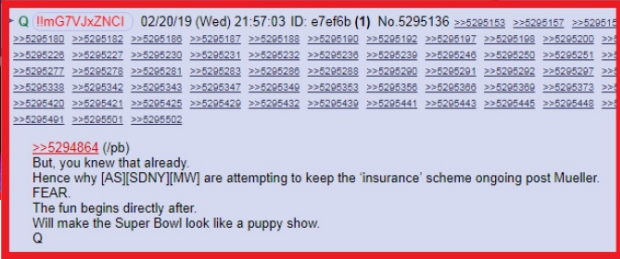 Q !!mG7VJxZNCI 02/20/19 (Wed) 21:57:03 ID: e7ef6b (1) No.5295136 >>5295153 >>5295157 >>529515
>>5295180 >>5295182 >>5295186 >>5295187 >>5295188 >>5295190 >>5295192 >>5295197 >>5295198 >>5295200
>>5295226 >>5295227 >>5295230 >>5295231 >>5295232 >>5295236 >>5295239 >>5295246 >>5295250 >>5295251
>>5295277 >>5295278 >>5295281 >>5295283 >>5295286 >>5295288 >>5295290 >>5295291 >>5295292 >>5295297
>>5295338 >>5295342 >>5295343 >>5295347 >>5295349 >>5295353 >>5295356 >>5295366 >>5295369 >>5295373
>>5295420 >>5295421 >>5295425 >>5295429 >>5295432 >>5295439 >>5295441 >>5295443 >>5295445 >>5295448
>>5295491 >>5295501 >>5295502
>>5294864 (/pb)
But, you knew that already.
Hence why [AS][SDNY][MW] are attempting to keep the ‘insurance’ scheme ongoing post Mueller.
FEAR.
The fun begins directly after.
Will make the Super Bowl look like a puppy show.
Q